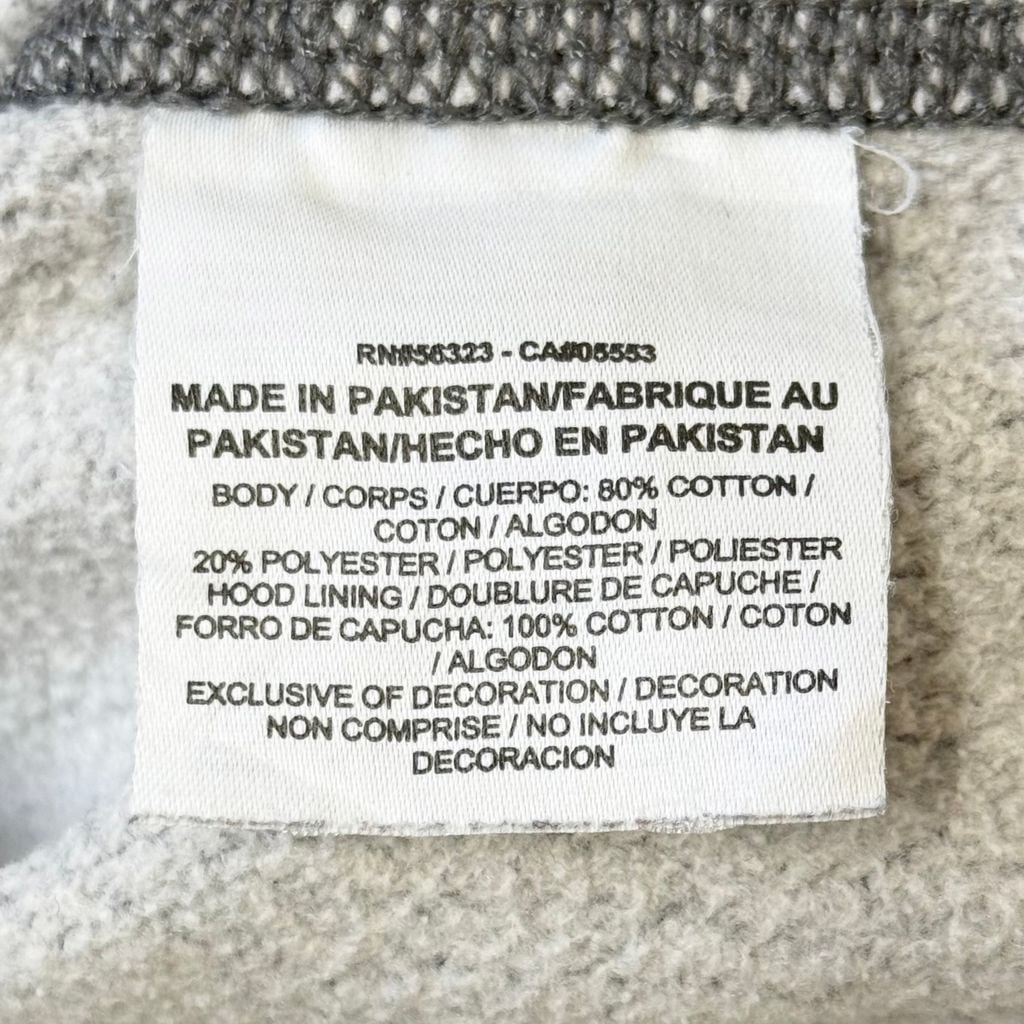 RN#56323 - CA#05553
MADE IN PAKISTAN/FABRIQUE AU
PAKISTAN/HECHO EN PAKISTAN
BODY / CORPS / CUERPO: 80% COTTON /
COTON / ALGODON
20% POLYESTER / POLYESTER / POLIESTER
HOOD LINING / DOUBLURE DE CAPUCHE /
FORRO DE CAPUCHA: 100% COTTON / COTON
/ ALGODON
EXCLUSIVE OF DECORATION / DECORATION
NON COMPRISE / NO INCLUYE LA
DECORACION